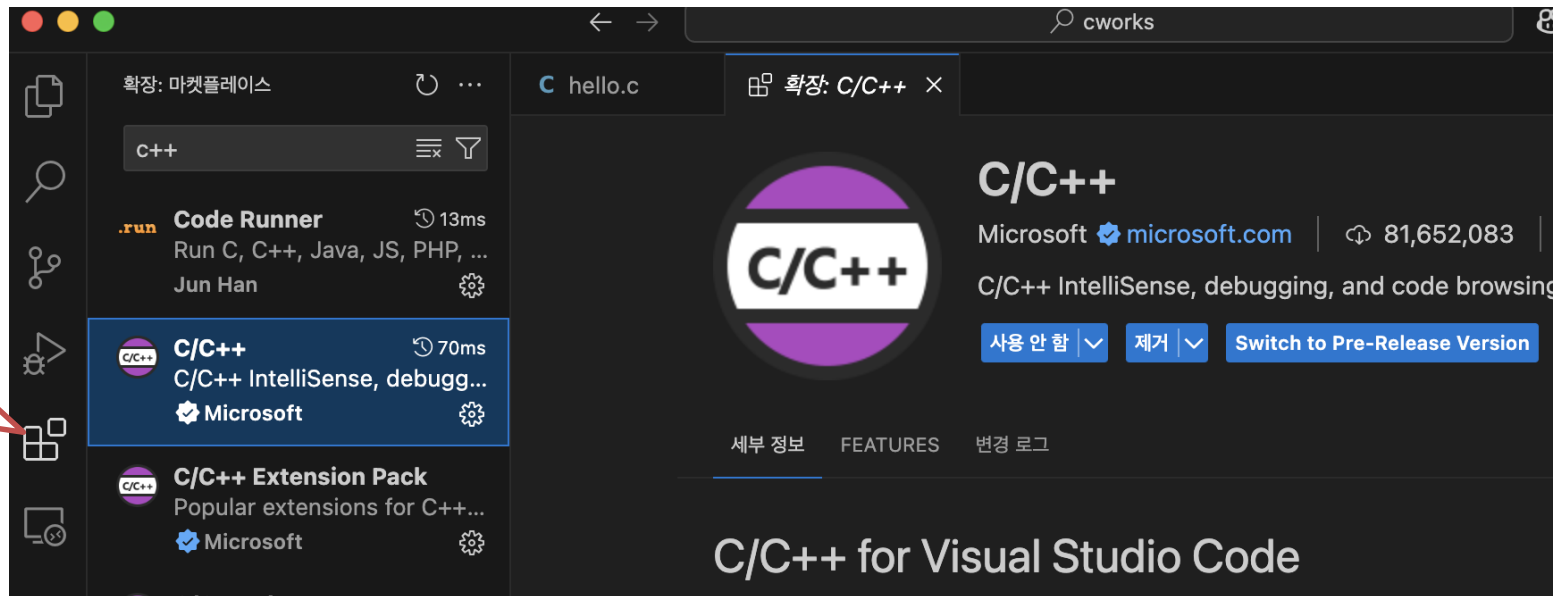 cworks
확장: 마켓플레이스
c++
.run
Code Runner
13ms
Run C, C++, Java, JS, PHP, ...
Jun Han
C/C++
C/C++
70ms
C/C++ IntelliSense, debugg...
Microsoft
C/C++
C/C++ Extension Pack
Popular extensions for C++...
Microsoft
C hello.c
확장: C/C++
C/C++
C/C++
Microsoft microsoft.com 81,652,083
C/C++ IntelliSense, debugging, and code browsing
사용 안 함 제거 Switch to Pre-Release Version
세부 정보 FEATURES 변경 로그
C/C++ for Visual Studio Code